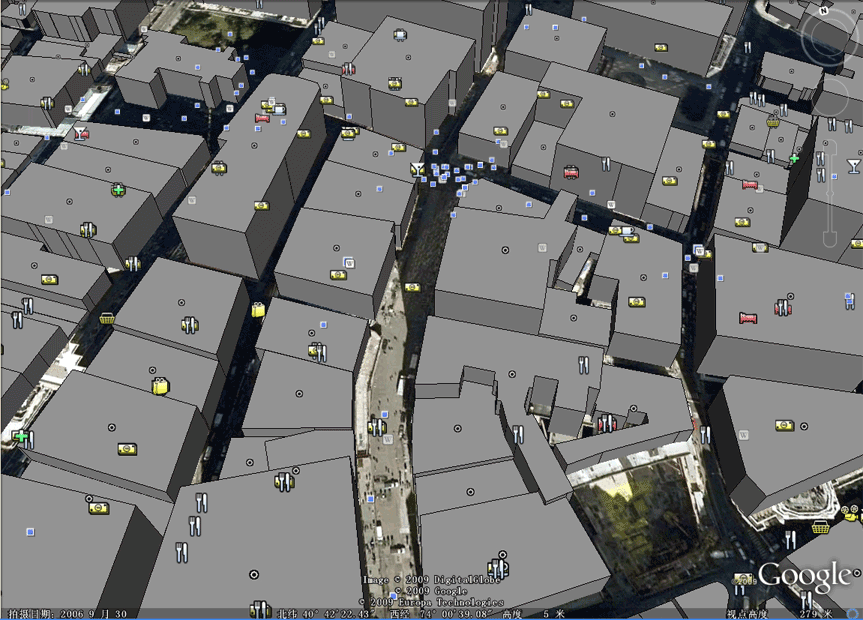 N
Image © 2009 DigitalGlobe
© 2009 Google
© 2009 Europa Technologies
Google
拍摄日期: 2006 9 月 30
北纬 40° 42'22.43" 西经 74° 00'39.08" 高度 5 米
视点高度 279 米